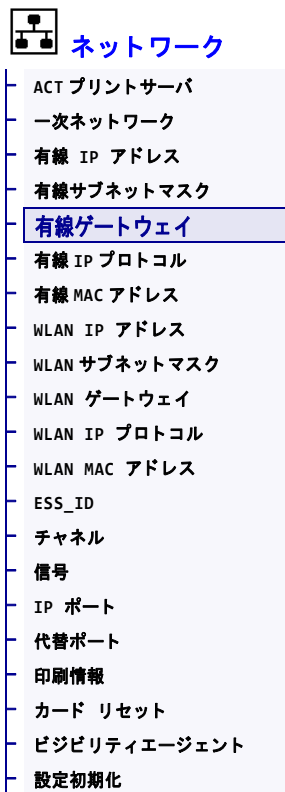 ネットワーク
ACT プリントサーバ
一次ネットワーク
有線 IP アドレス
有線サブネットマスク
有線ゲートウェイ
有線 IP プロトコル
有線 MAC アドレス
WLAN IP アドレス
WLAN サブネットマスク
WLAN ゲートウェイ
WLAN IP プロトコル
WLAN MAC アドレス
ESS_ID
チャネル
信号
IP ポート
代替ポート
印刷情報
カード リセット
ビジビリティエージェント
設定初期化